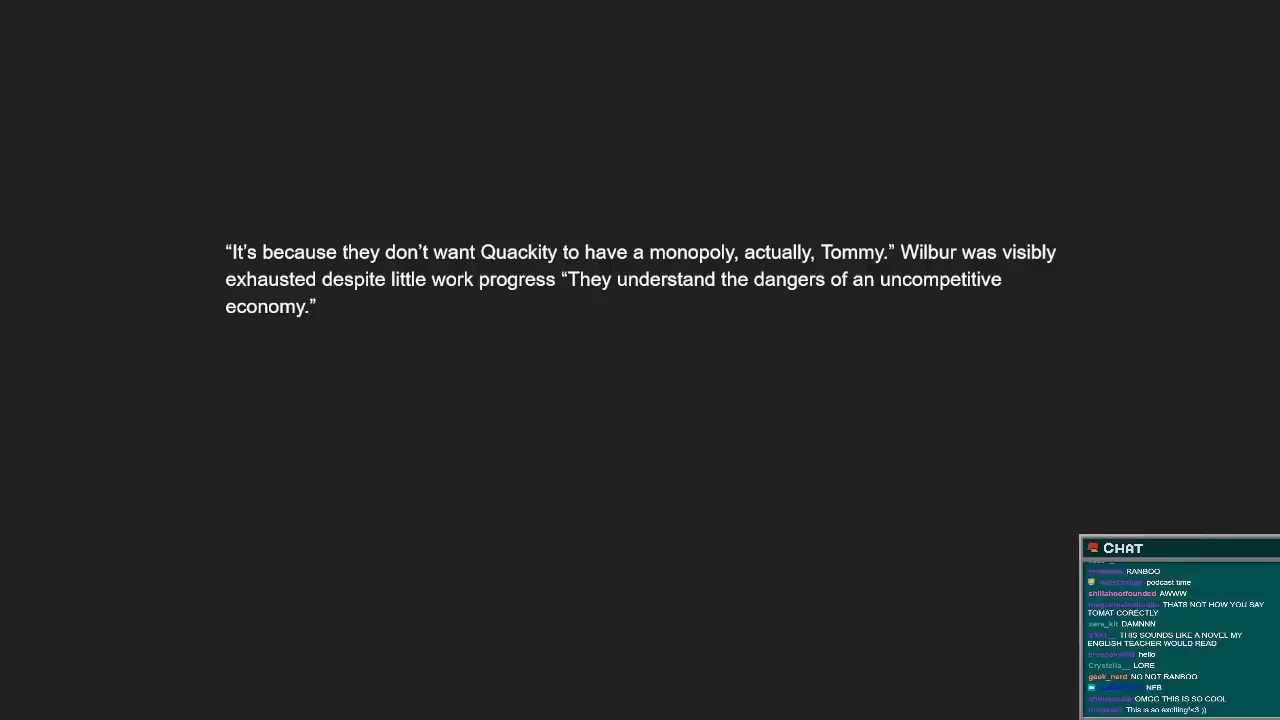 “It’s because they don’t want Quackity to have a monopoly, actually, Tommy.” Wilbur was visibly
exhausted despite little work progress “They understand the dangers of an uncompetitive
economy.”
CHAT
RANBOO
podcast time
shillahnotfounded AWWW
THATS NOT HOW YOU SAY
TOMAT CORECTLY
xera_kit DAMNNN
THIS SOUNDS LIKE A NOVEL MY
ENGLISH TEACHER WOULD READ
hello
Crystella__ LORE
geek_nerd NO NOT RANBOO
NFB
OMGC THIS IS SO COOL
This is so exciting!<3 :))